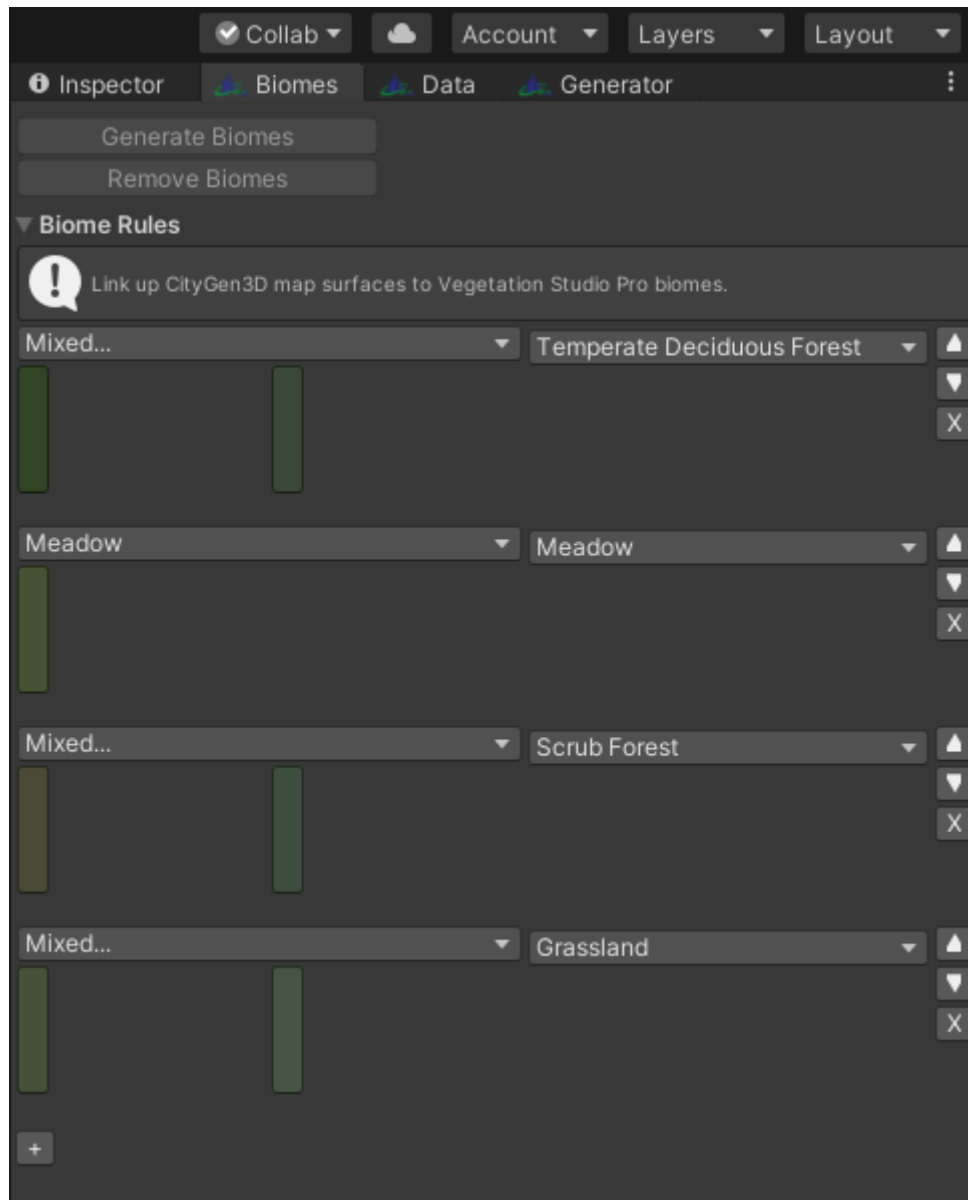 Collab Account Layers Layout
Inspector Biomes Data Generator
Generate Biomes
Remove Biomes
Biome Rules
Link up CityGen3D map surfaces to Vegetation Studio Pro biomes.
Mixed... Temperate Deciduous Forest
X
Meadow Meadow
X
Mixed... Scrub Forest
X
Mixed... Grassland
X
+